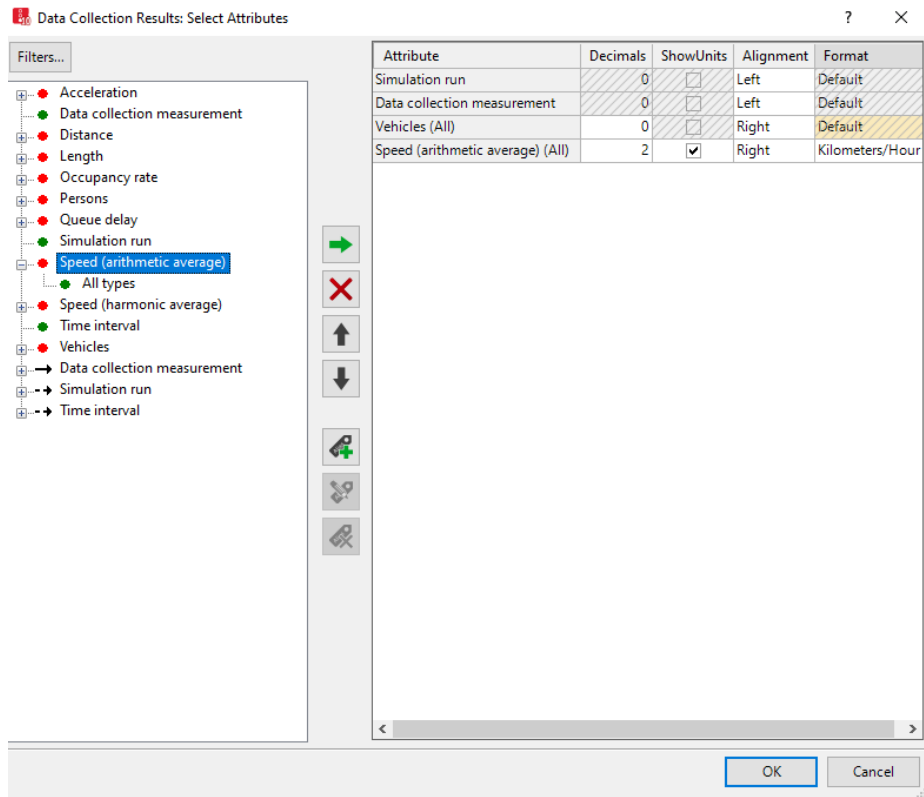 Data Collection Results: Select Attributes
? ×
Filters...
Acceleration
Data collection measurement
Distance
Length
Occupancy rate
Persons
Queue delay
Simulation run
Speed (arithmetic average)
All types
Speed (harmonic average)
Time interval
Vehicles
Data collection measurement
Simulation run
Time interval
Attribute Decimals ShowUnits Alignment Format
Simulation run 0 Left Default
Data collection measurement 0 Left Default
Vehicles (All) 0 Right Default
Speed (arithmetic average) (All) 2 Right Kilometers/Hour
OK Cancel